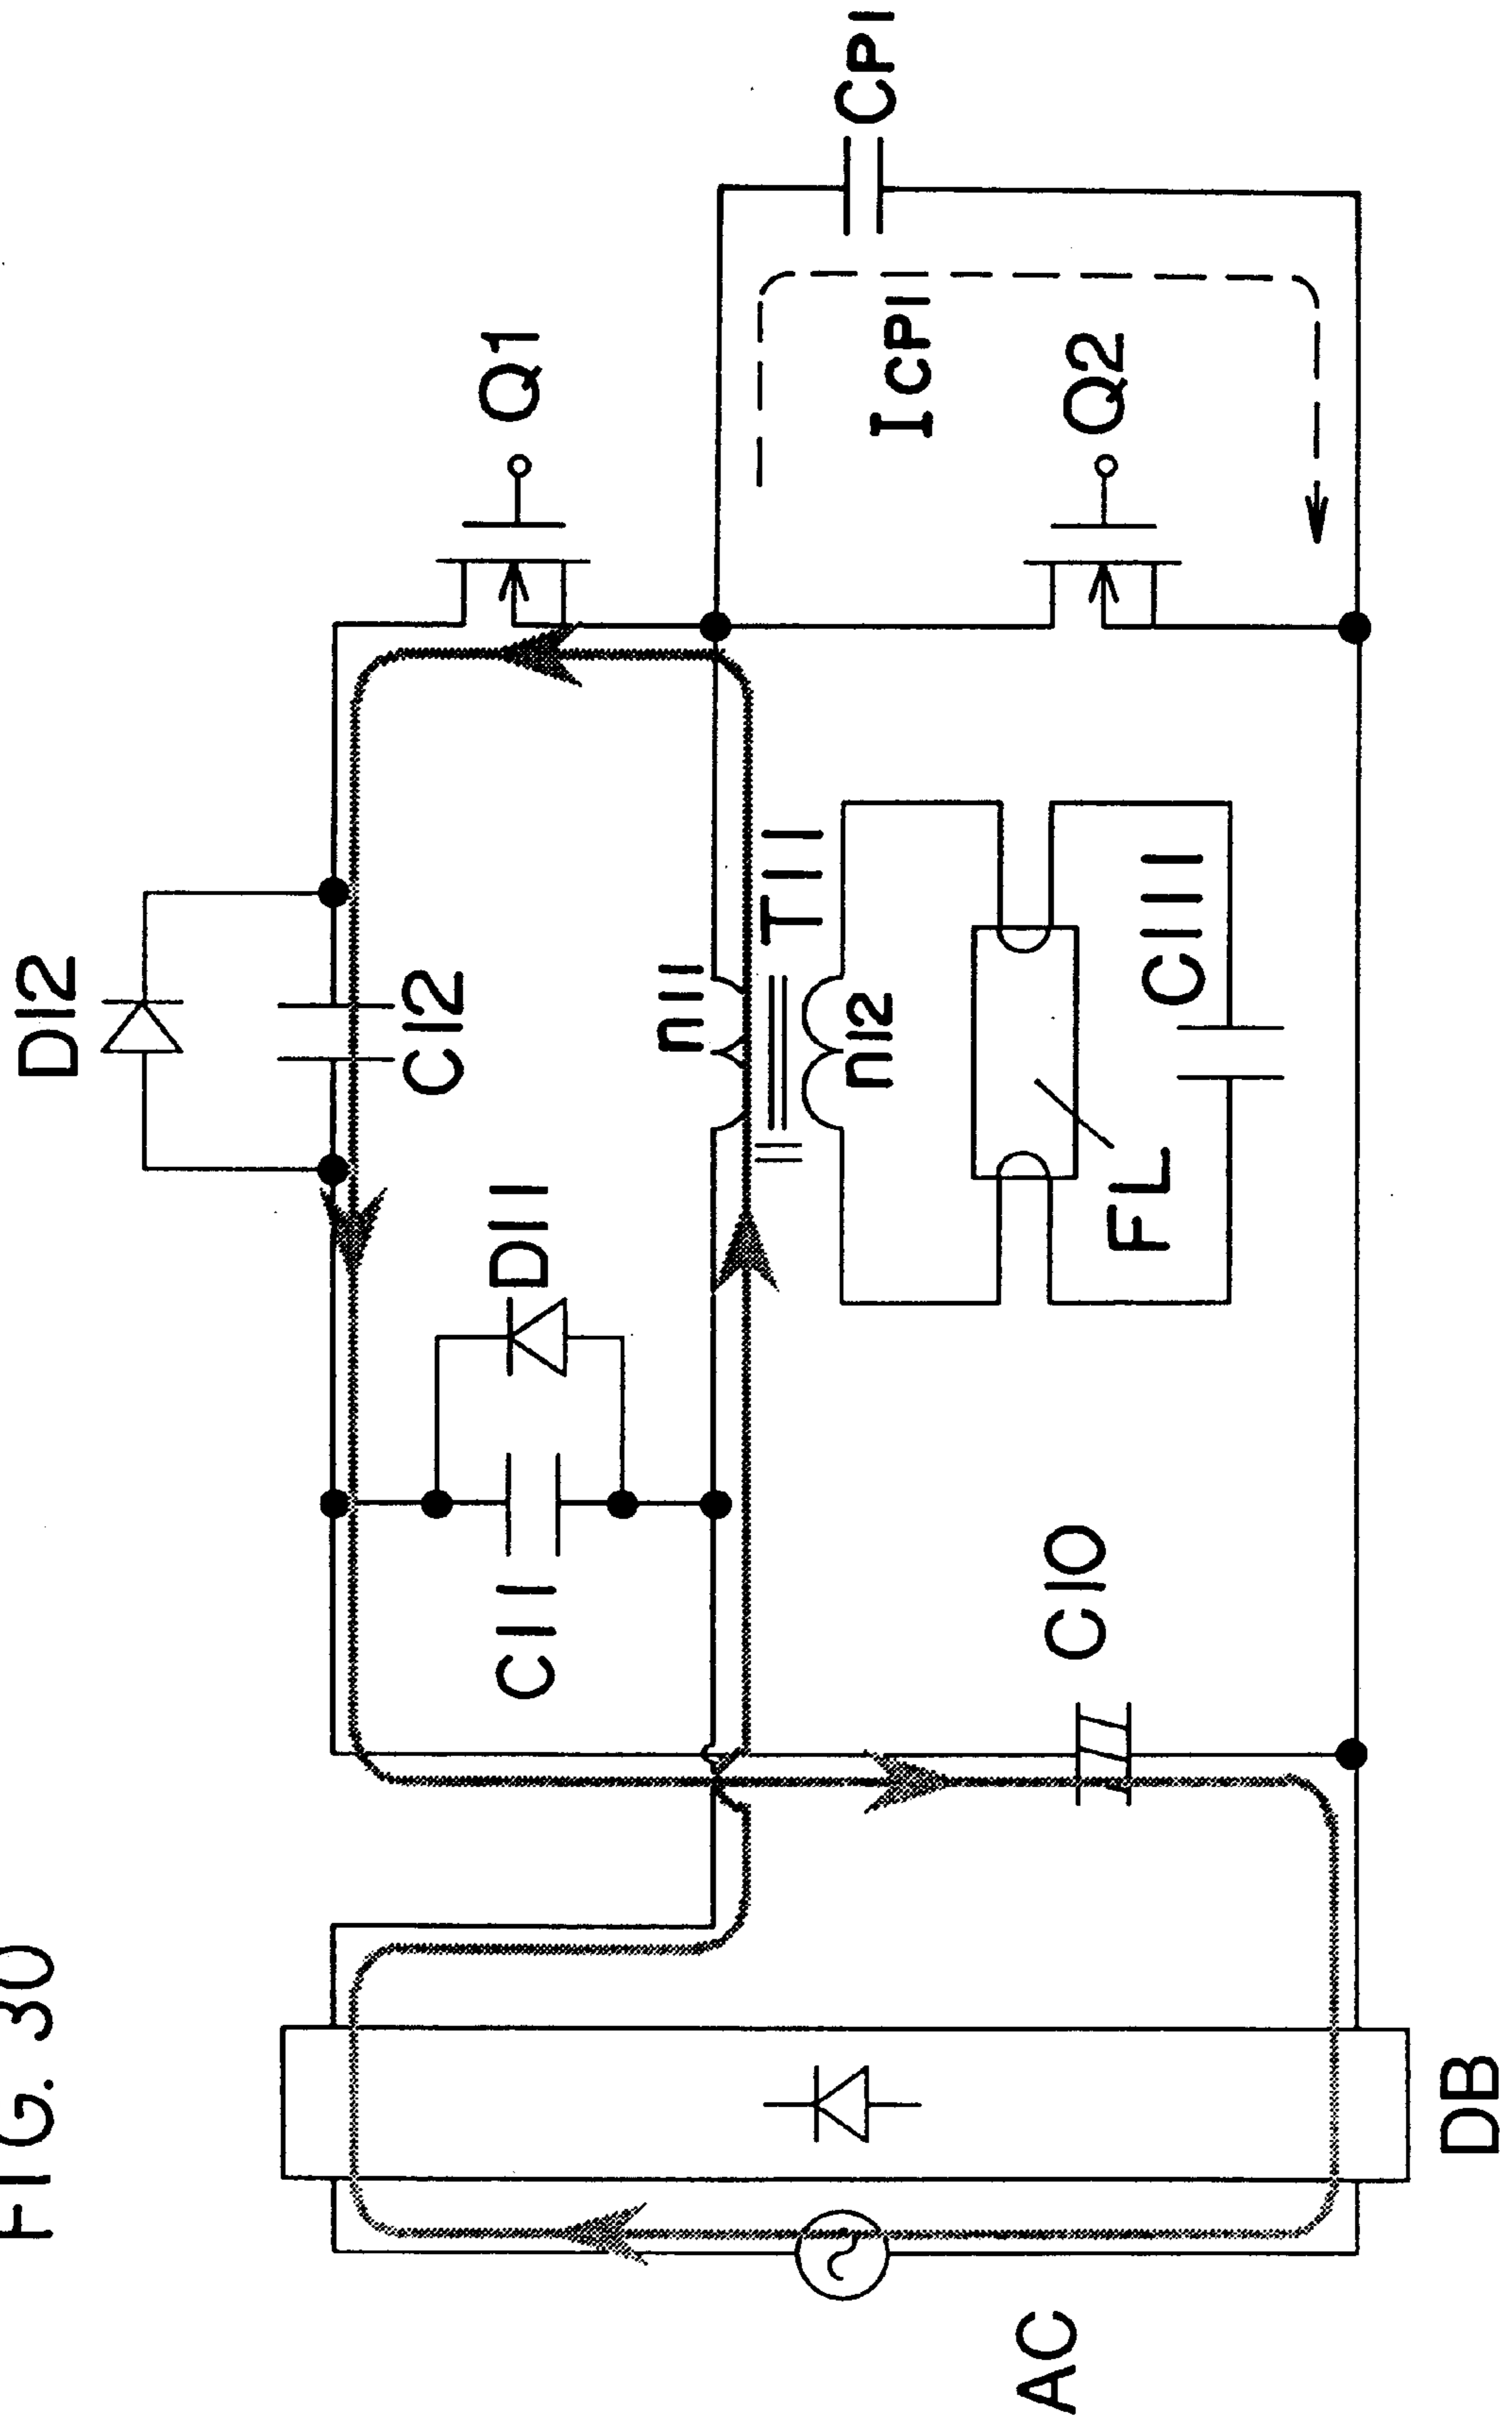 FIG. 30
D12
C12
Q1
C11
D11
n11
T11
n12
CP1
ICP1
Q2
C10
FL
C111
AC
DB